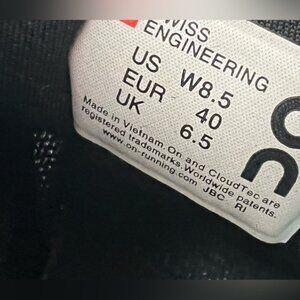 SWISS
ENGINEERING
US W8.5
EUR 40
UK 6.5
Made in Vietnam. On and CloudTec are
registered trademarks. Worldwide patents.
www.on-running.com JBC RI